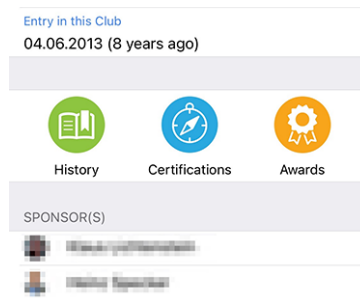 Entry in this Club
04.06.2013 (8 years ago)
History Certifications Awards
SPONSOR(S)